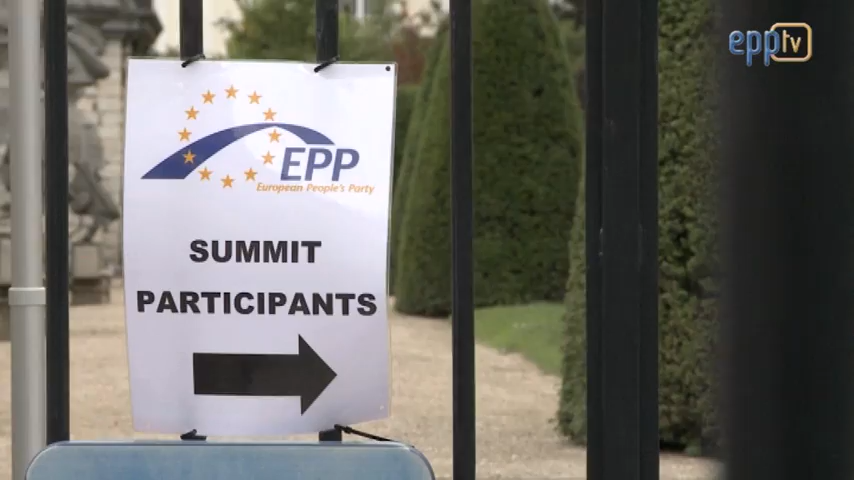 epptv
EPP
European People's Party
SUMMIT
PARTICIPANTS